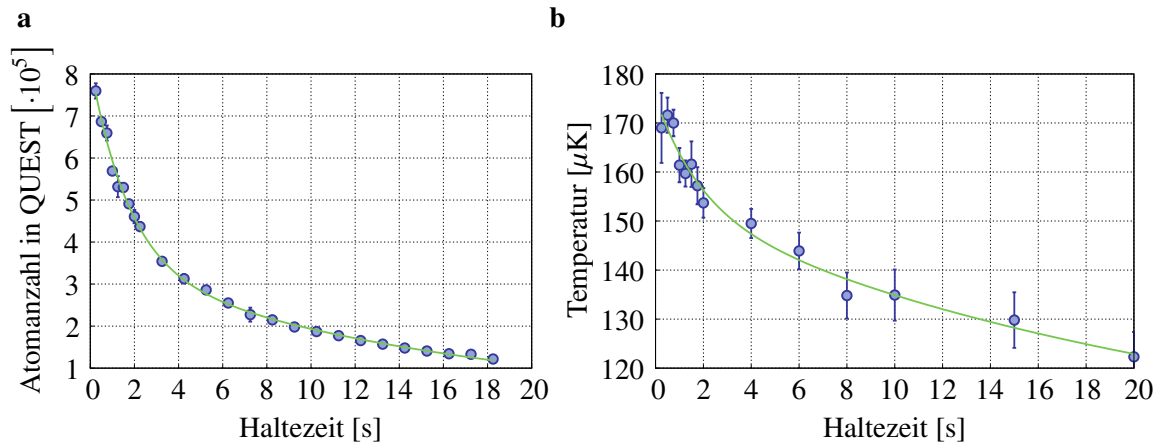 a
Atomanzahl in QUEST [·10⁵]
8
7
6
5
4
3
2
1
0 2 4 6 8 10 12 14 16 18 20
Haltezeit [s]
b
Temperatur [μK]
180
170
160
150
140
130
120
0 2 4 6 8 10 12 14 16 18 20
Haltezeit [s]